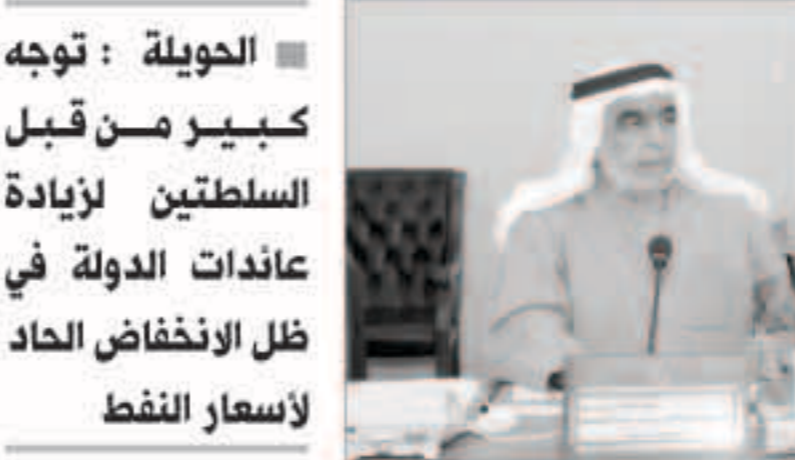 الحويلة : توجه
كبير من قبل
السلطتين لزيادة
عائدات الدولة في
ظل الانخفاض الحاد
لأسعار النفط